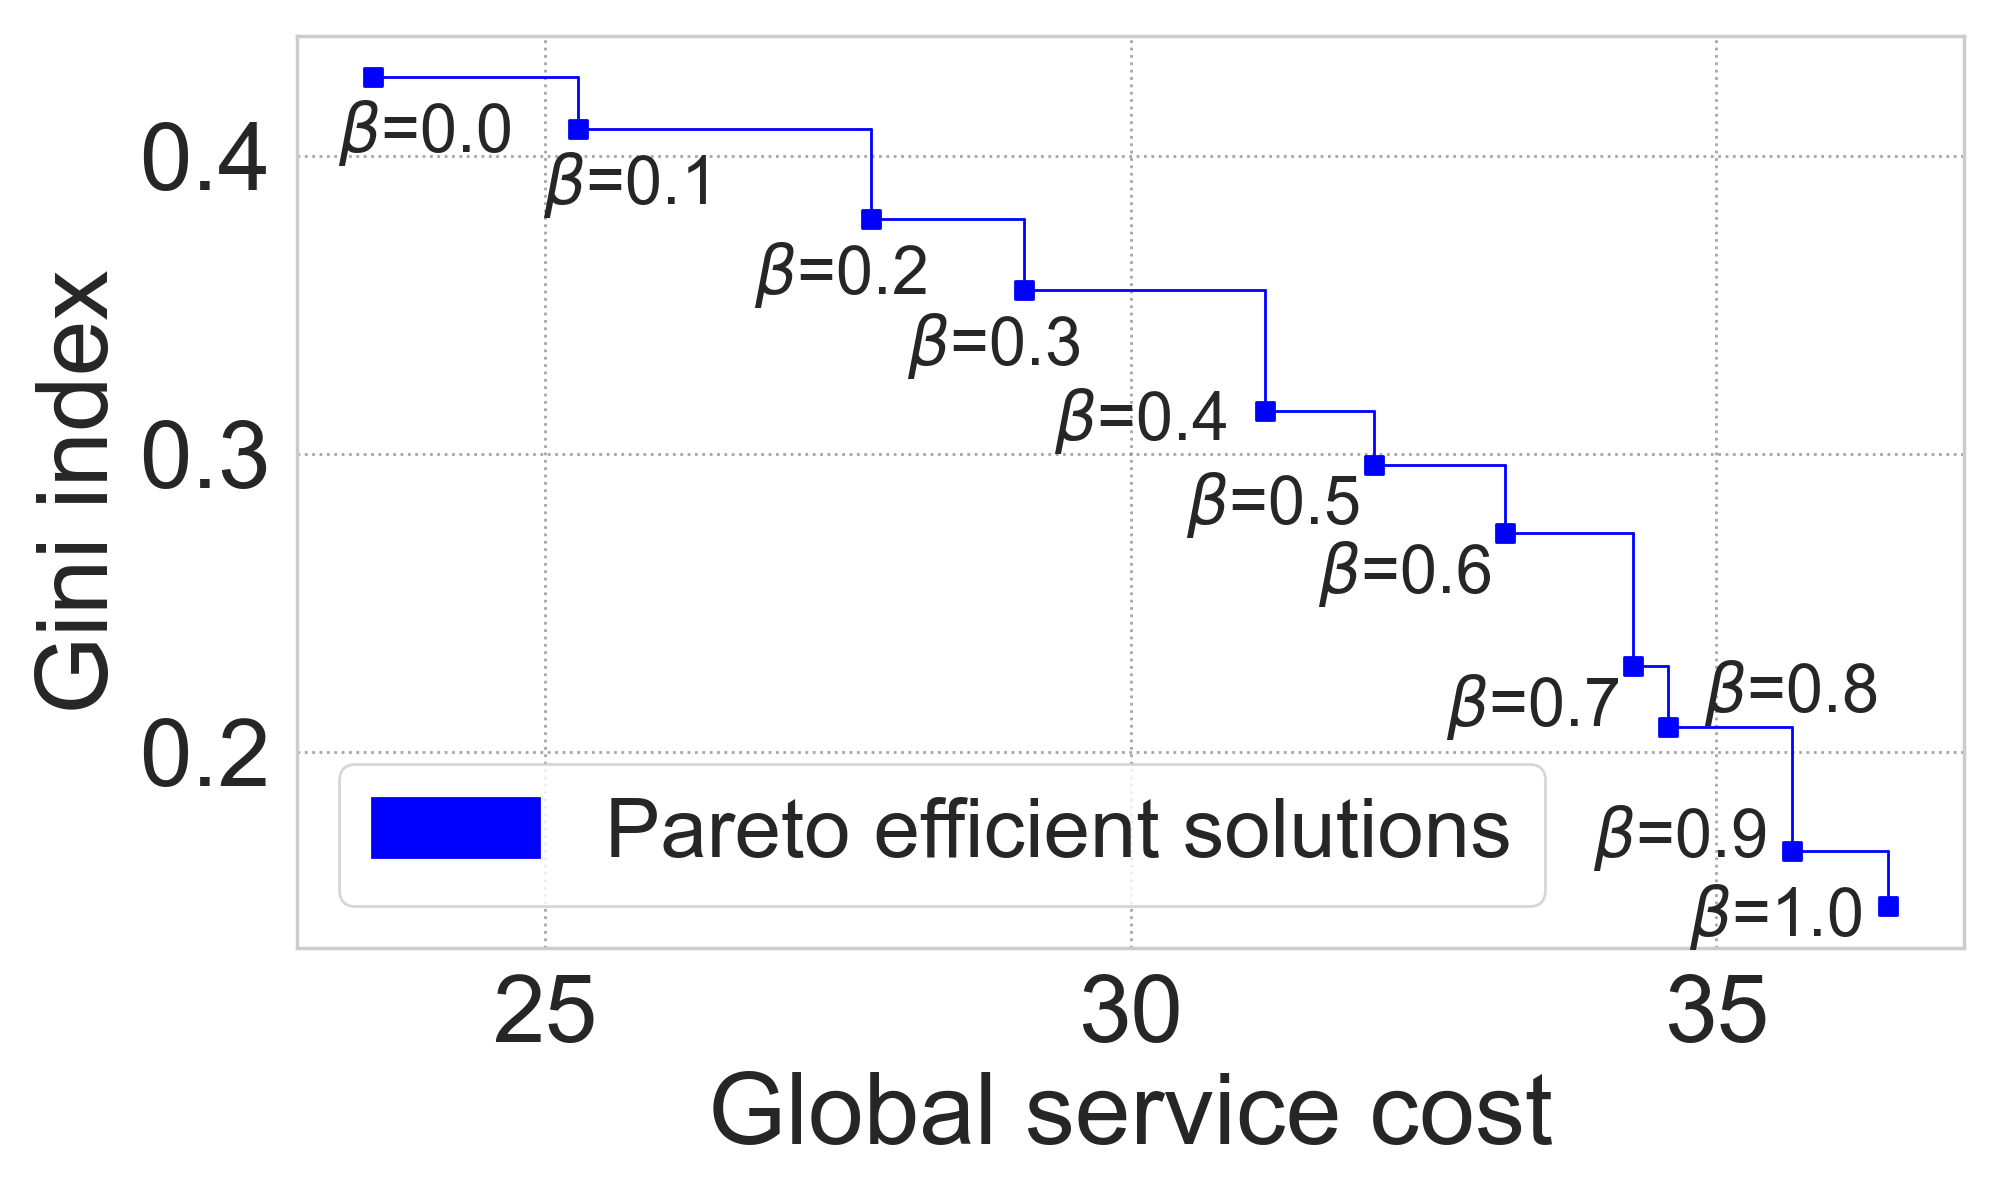 β=0.0
0.4
β=0.1
β=0.2
β=0.3
β=0.4
0.3
β=0.5
β=0.6
β=0.7
β=0.8
0.2
Pareto efficient solutions
β=0.9
β=1.0
Gini index
25
30
35
Global service cost